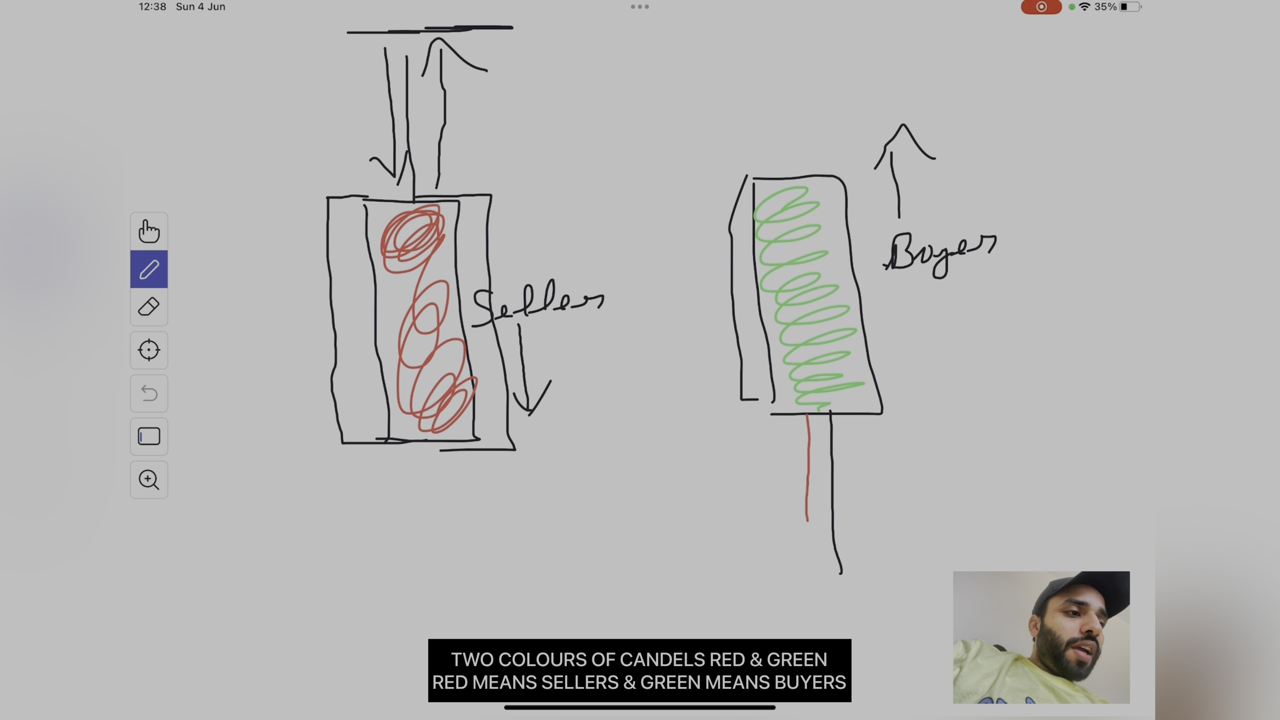 12:38 Sun 4 Jun
35%
Sellers
Boyers
TWO COLOURS OF CANDELS RED & GREEN
RED MEANS SELLERS & GREEN MEANS BUYERS